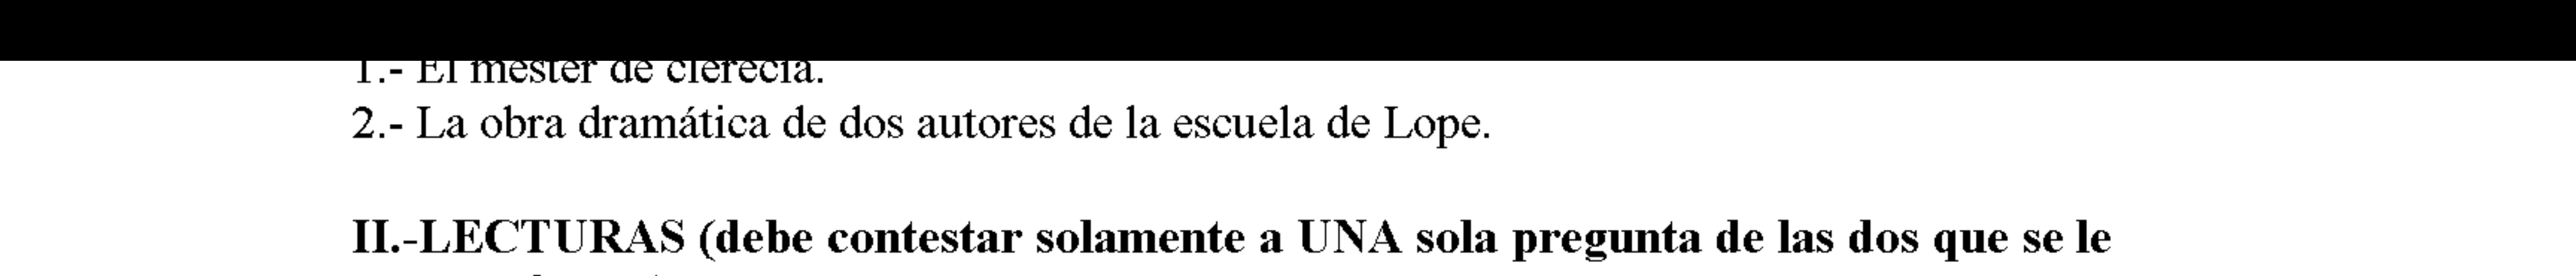 1.- El mester de clerecía.
2.- La obra dramática de dos autores de la escuela de Lope.
II.-LECTURAS (debe contestar solamente a UNA sola pregunta de las dos que se le